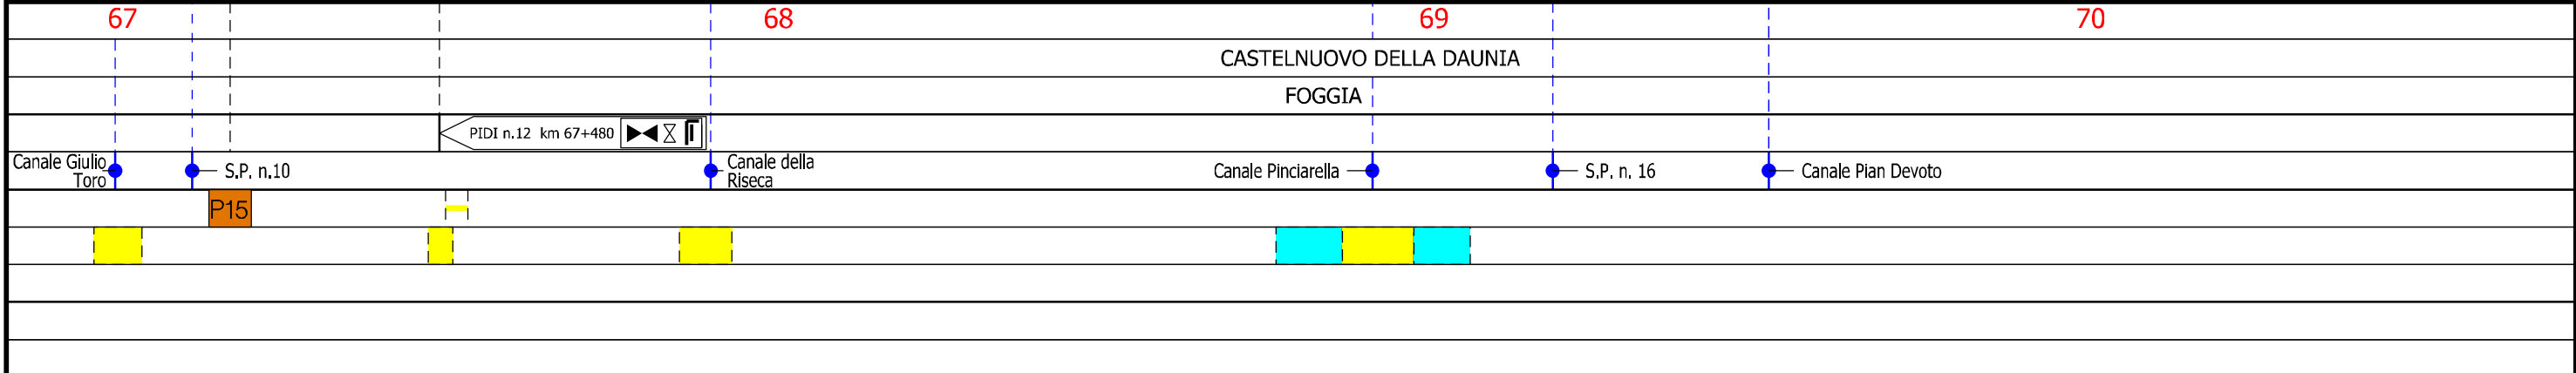 67 68 69 70
CASTELNUOVO DELLA DAUNIA
FOGGIA
PIDI n.12 km 67+480
Canale Giulio
Toro
S.P. n.10
Canale della
Riseca
Canale Pinciarella
S.P. n. 16
Canale Pian Devoto
P15